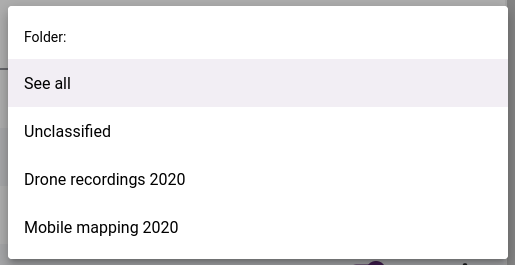 Folder:
See all
Unclassified
Drone recordings 2020
Mobile mapping 2020